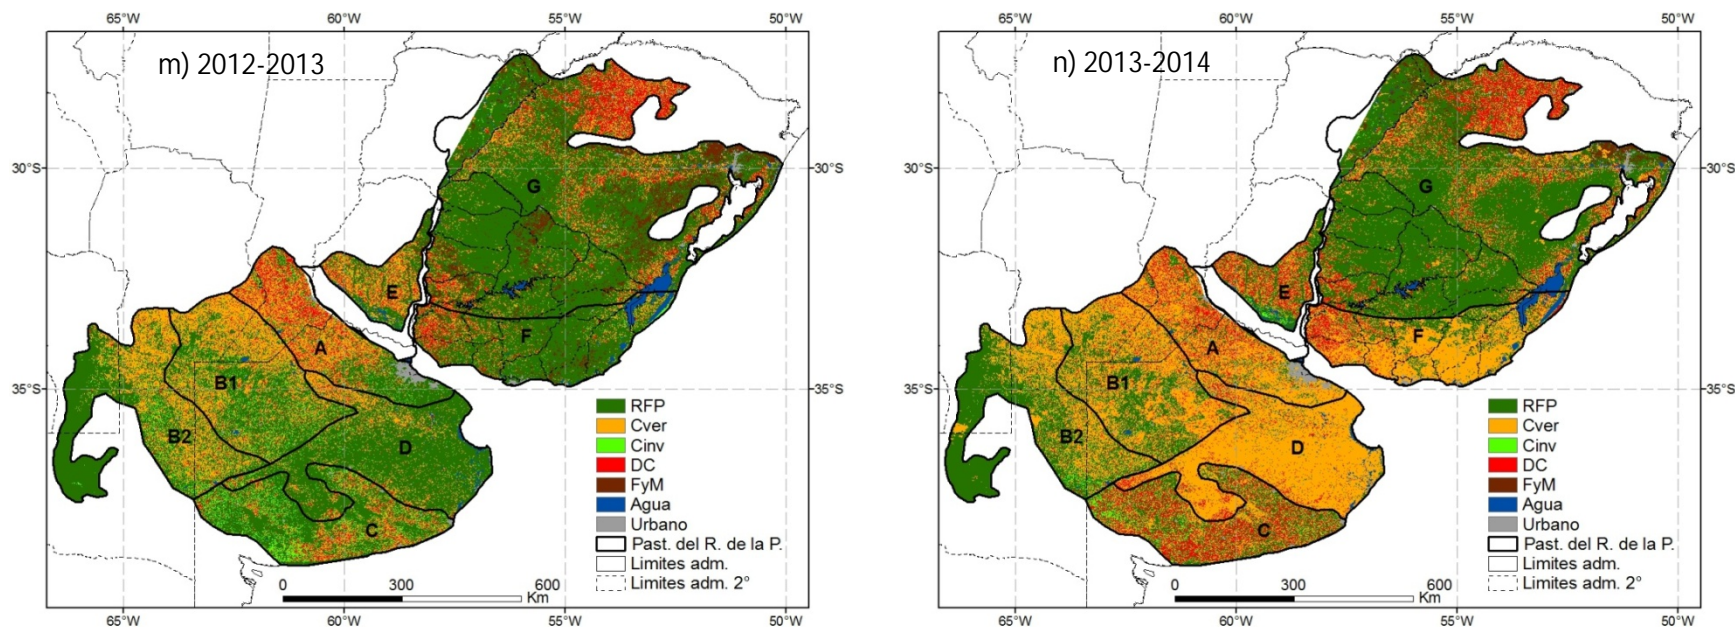 65°W 60°W 55°W 50°W
m) 2012-2013
30°S
35°S
G
E
F
A
B1
B2
D
C
RFP
Cver
Cinv
DC
FyM
Agua
Urbano
Past. del R. de la P.
Limites adm.
Limites adm. 2°
0 300 600
Km
65°W 60°W 55°W 50°W
65°W 60°W 55°W 50°W
n) 2013-2014
30°S
35°S
G
E
F
A
B1
B2
D
C
RFP
Cver
Cinv
DC
FyM
Agua
Urbano
Past. del R. de la P.
Limites adm.
Limites adm. 2°
0 300 600
Km
65°W 60°W 55°W 50°W